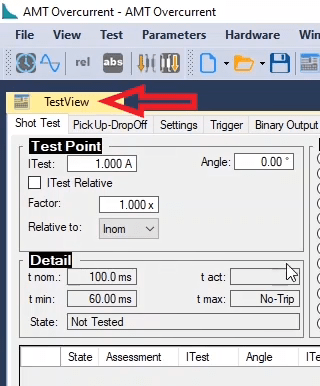 AMT Overcurrent - AMT Overcurrent
File View Test Parameters Hardware Win
rel abs
TestView
Shot Test Pick Up-DropOff Settings Trigger Binary Output
Test Point
ITest: 1.000 A Angle: 0.00 °
ITest Relative
Factor: 1.000 x
Relative to: Inom
Detail
t nom.: 100.0 ms t act:
t min: 60.00 ms t max: No-Trip
State: Not Tested
State Assessment ITest Angle ITest